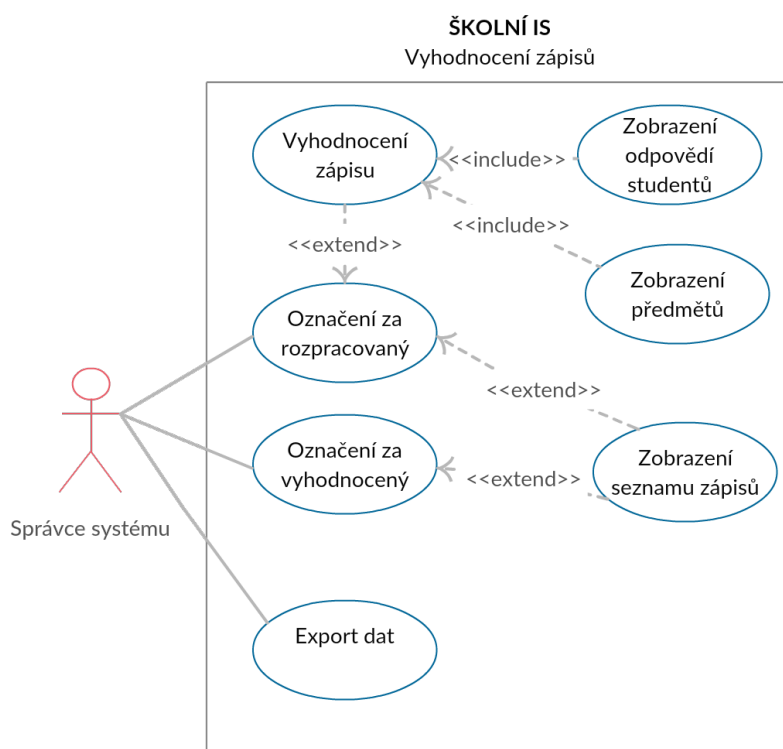 ŠKOLNÍ IS
Vyhodnocení zápisů
Vyhodnocení
zápisu
<<include>>
Zobrazení
odpovědí
studentů
<<include>>
<<extend>>
Zobrazení
předmětů
Označení za
rozpracovaný
<<extend>>
Označení za
vyhodnocený
<<extend>>
Zobrazení
seznamu zápisů
Správce systému
Export dat